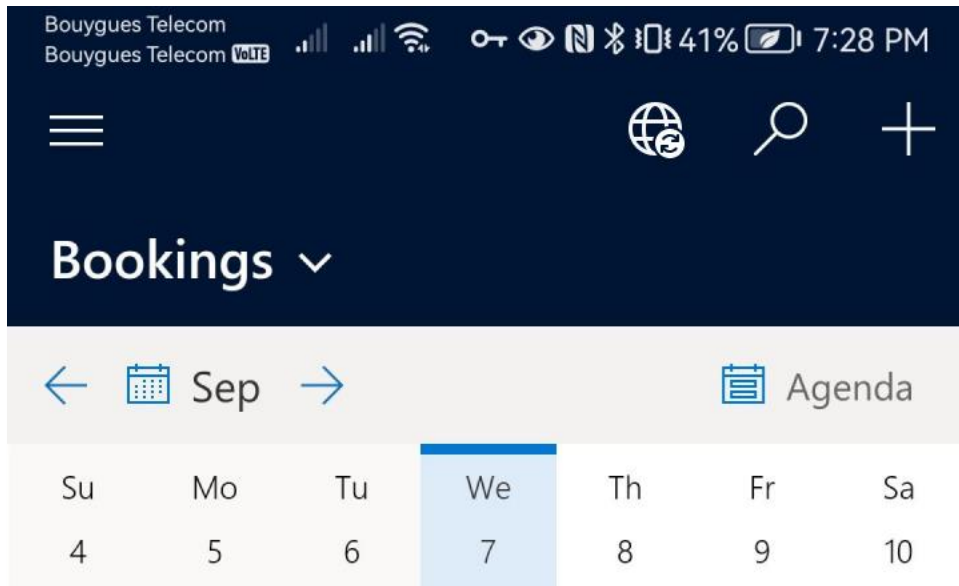 Bouygues Telecom
Bouygues Telecom VoLTE 41% 7:28 PM
Bookings
Sep Agenda
Su Mo Tu We Th Fr Sa
4 5 6 7 8 9 10